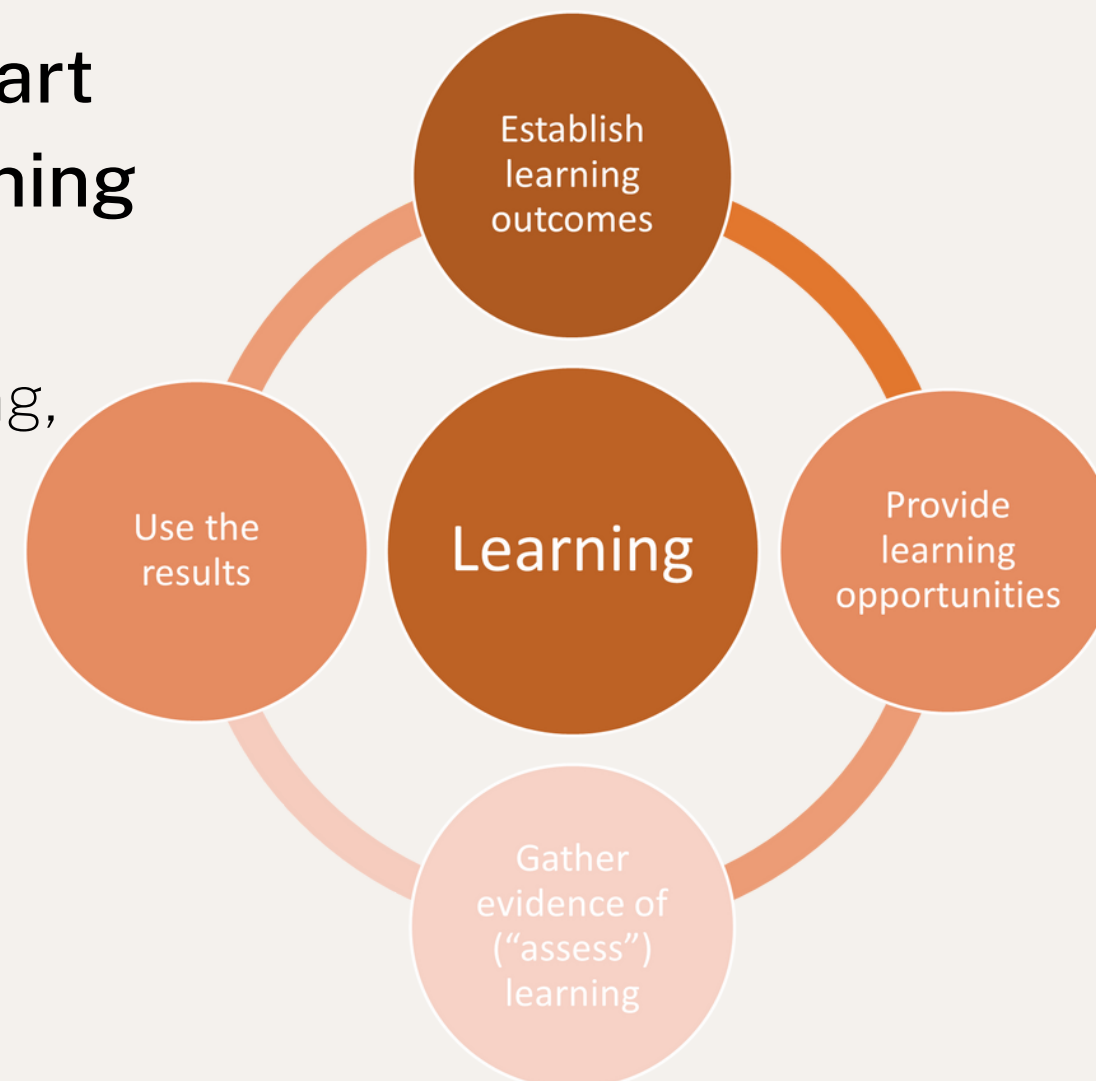 art
ning
g,
Establish
learning
outcomes
Learning
Use the
results
Provide
learning
opportunities
Gather
evidence of
(“assess”)
learning